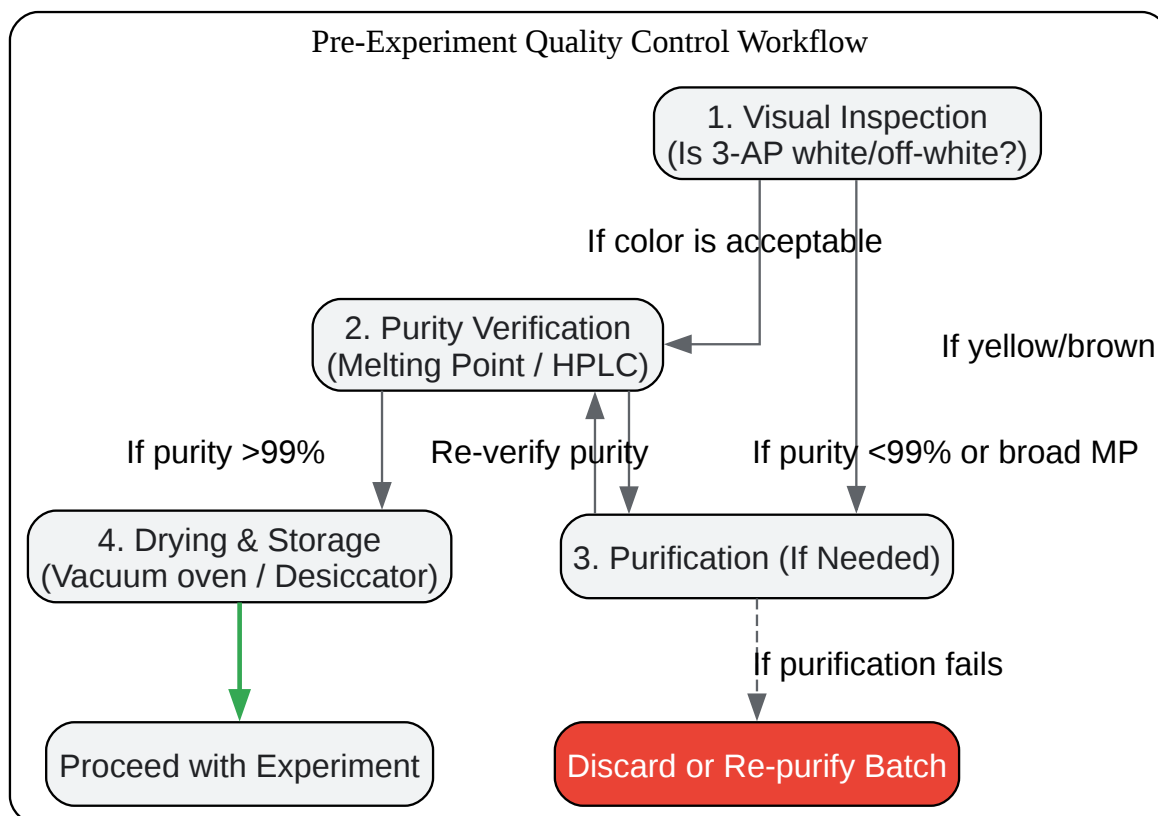 Pre-Experiment Quality Control Workflow
1. Visual Inspection
(Is 3-AP white/off-white?)
If color is acceptable
2. Purity Verification
(Melting Point / HPLC)
If yellow/brown
If purity >99%
Re-verify purity
If purity <99% or broad MP
4. Drying & Storage
(Vacuum oven / Desiccator)
3. Purification (If Needed)
If purification fails
Proceed with Experiment
Discard or Re-purify Batch